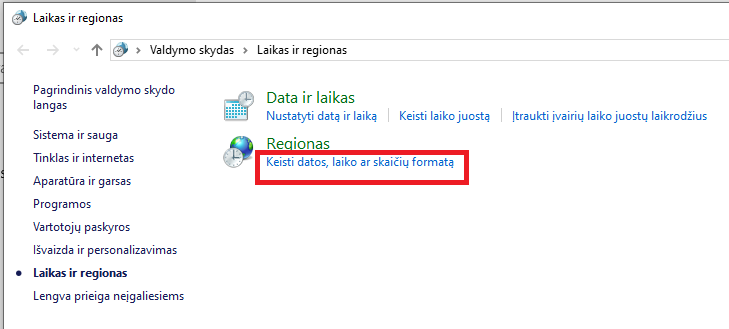 Laikas ir regionas
Valdymo skydas > Laikas ir regionas
Pagrindinis valdymo skydo
langas
Sistema ir sauga
Tinklas ir internetas
Aparatūra ir garsas
Programos
Vartotojų paskyros
Išvaizda ir personalizavimas
Laikas ir regionas
Lengva prieiga neįgaliesiems
Data ir laikas
Nustatyti datą ir laiką
Keisti laiko juostą
Įtraukti įvairių laiko juostų laikrodžius
Regionas
Keisti datos, laiko ar skaičių formatą